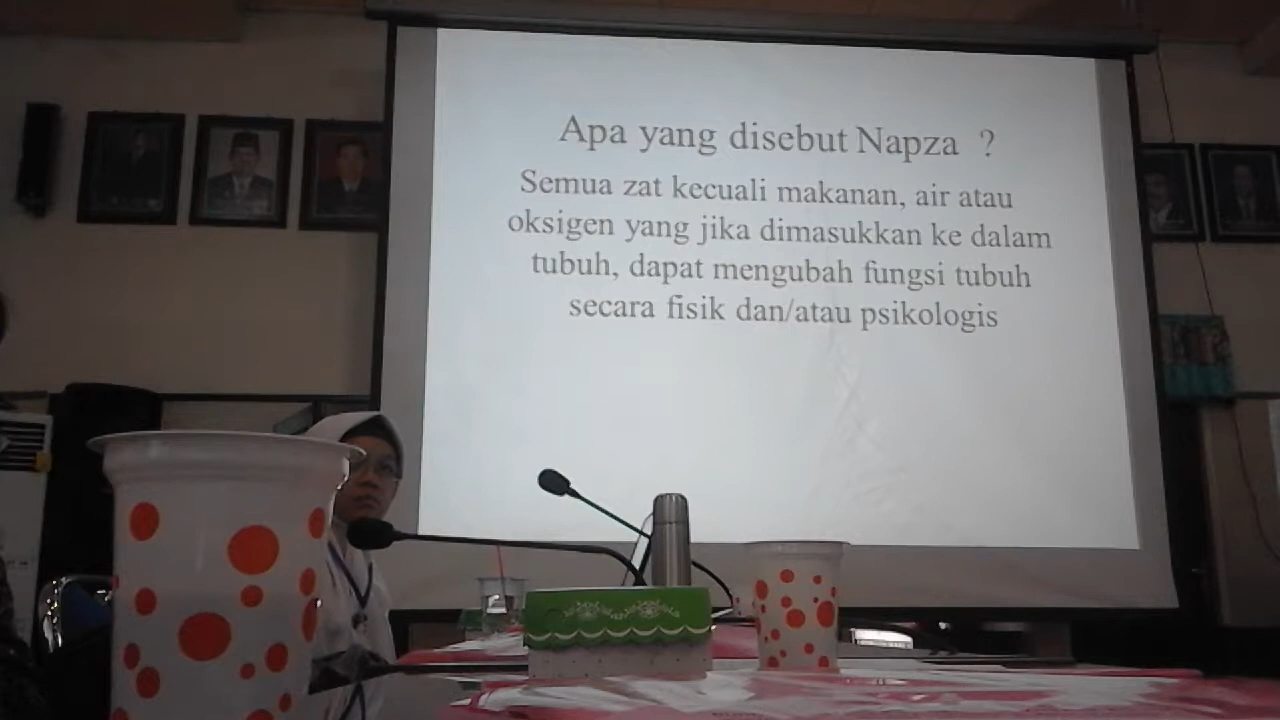 Apa yang disebut Napza ?
Semua zat kecuali makanan, air atau
oksigen yang jika dimasukkan ke dalam
tubuh, dapat mengubah fungsi tubuh
secara fisik dan/atau psikologis